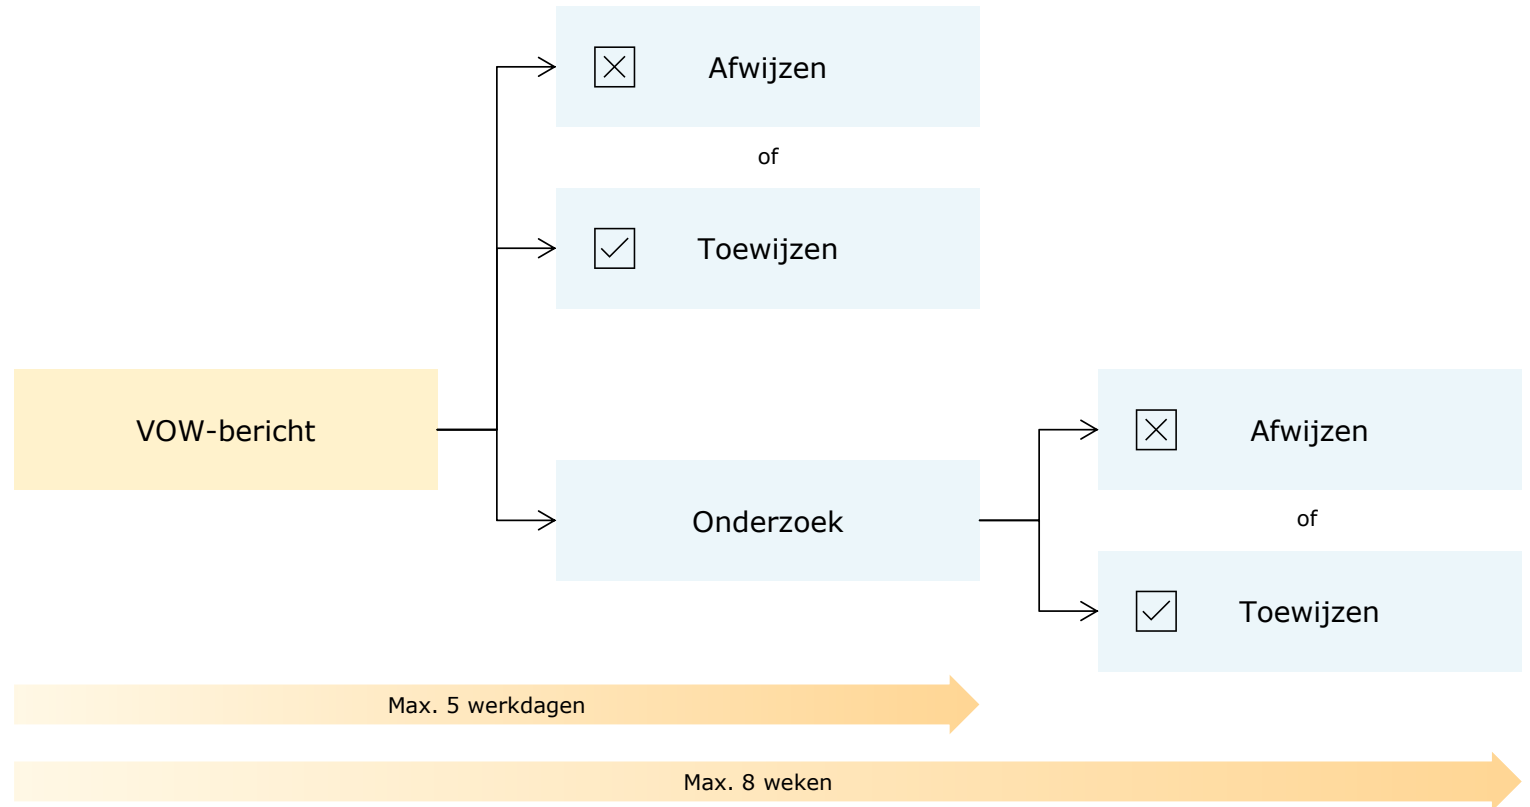 Afwijzen
of
Toewijzen
VOW-bericht
Onderzoek
Afwijzen
of
Toewijzen
Max. 5 werkdagen
Max. 8 weken